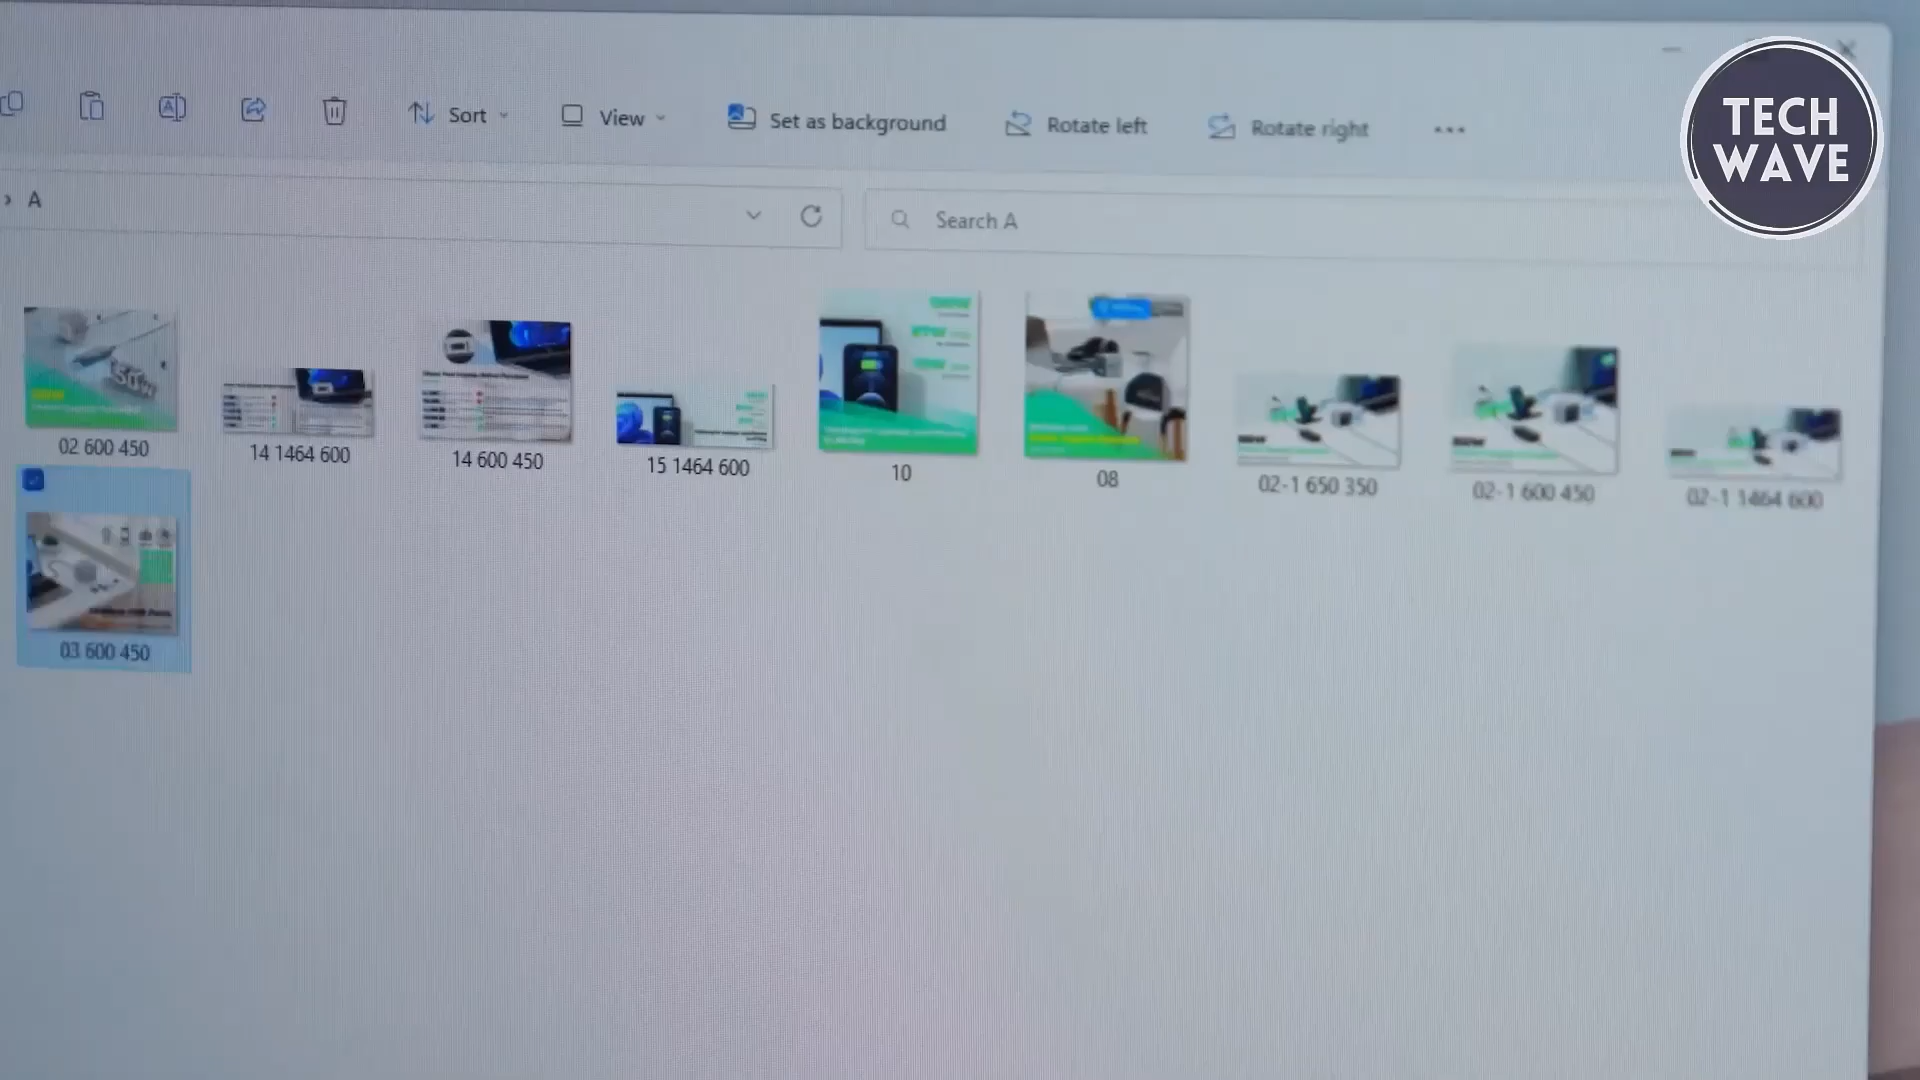 TECH
WAVE
Sort
View
Set as background
Rotate left
Rotate right
A
Search A
50W
02 600 450
14 1464 600
14 600 450
15 1464 600
10
08
02-1 650 350
02-1 600 450
02-1 1464 600
03 600 450